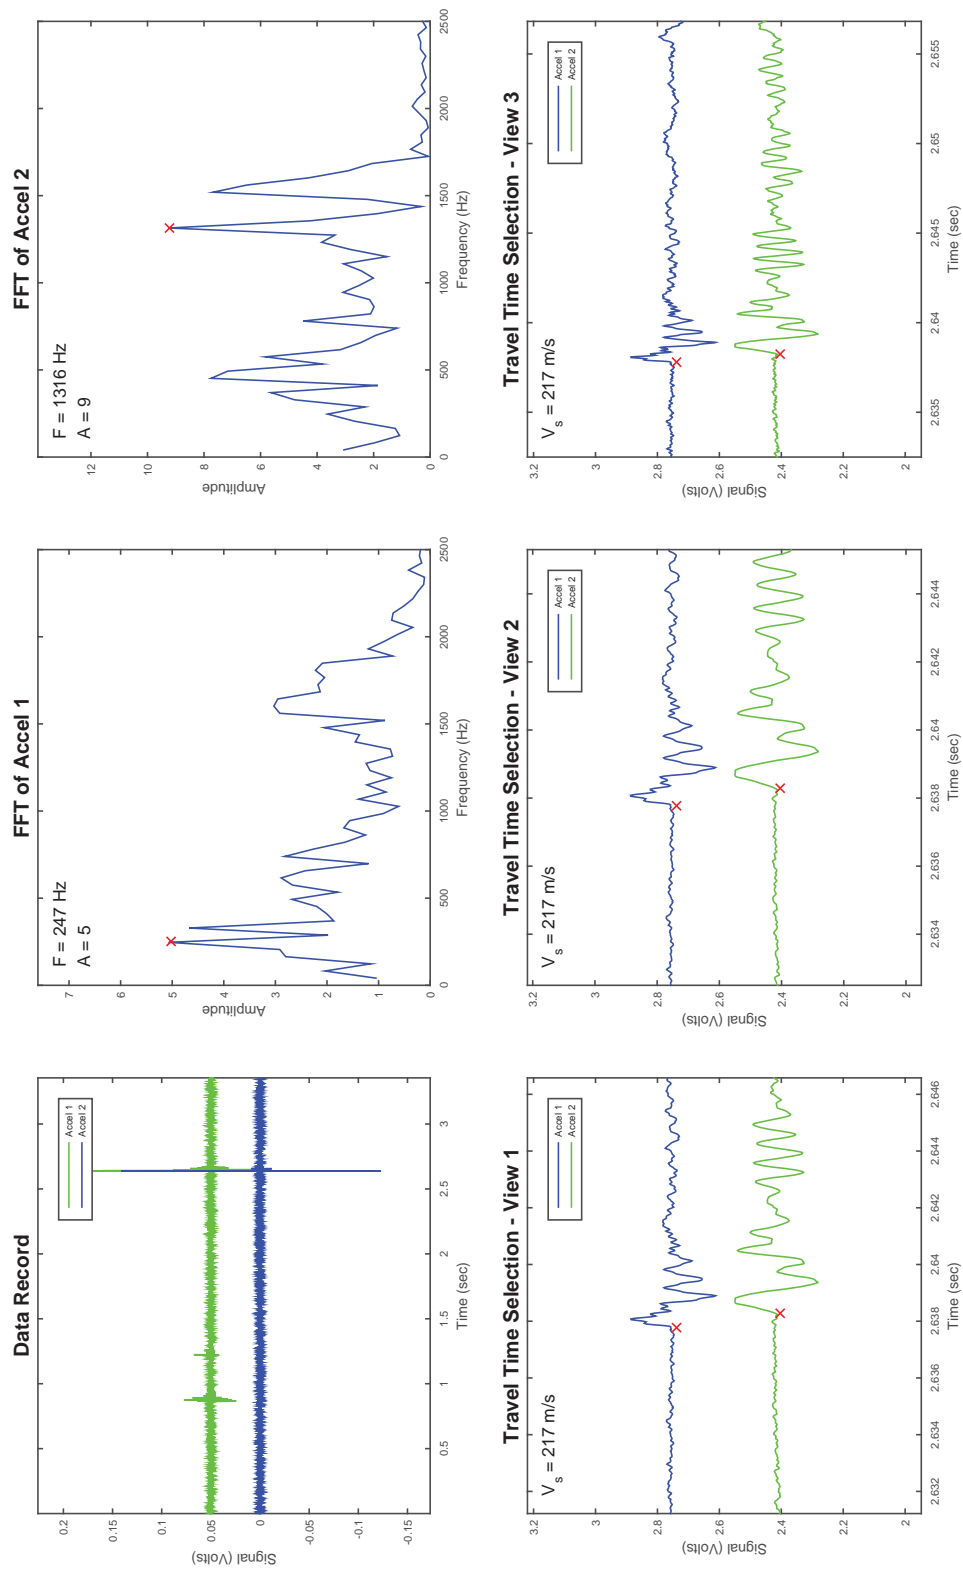 Data Record
Signal (Volts)
0.2
0.15
0.1
0.05
0
-0.05
-0.1
-0.15
0.5
1
1.5
2
2.5
3
Time (sec)
Accel 1
Accel 2
FFT of Accel 1
F = 247 Hz
A = 5
Amplitude
7
6
5
4
3
2
1
0
0
500
1000
1500
2000
2500
Frequency (Hz)
FFT of Accel 2
F = 1316 Hz
A = 9
Amplitude
12
10
8
6
4
2
0
0
500
1000
1500
2000
2500
Frequency (Hz)
Travel Time Selection - View 1
Vs = 217 m/s
Accel 1
Accel 2
Signal (Volts)
3.2
3
2.8
2.6
2.4
2.2
2
2.632
2.634
2.636
2.638
2.64
2.642
2.644
2.646
Time (sec)
Travel Time Selection - View 2
Vs = 217 m/s
Accel 1
Accel 2
Signal (Volts)
3.2
3
2.8
2.6
2.4
2.2
2
2.634
2.636
2.638
2.64
2.642
2.644
Time (sec)
Travel Time Selection - View 3
Vs = 217 m/s
Accel 1
Accel 2
Signal (Volts)
3.2
3
2.8
2.6
2.4
2.2
2
2.635
2.64
2.645
2.65
2.655
Time (sec)